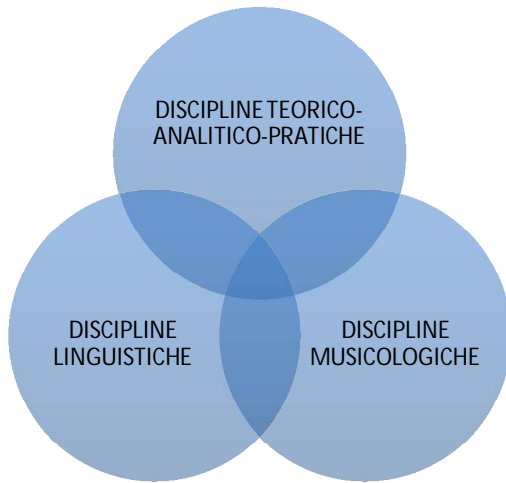 DISCIPLINE TEORICO-
ANALITICO-PRATICHE
DISCIPLINE
LINGUISTICHE
DISCIPLINE
MUSICOLOGICHE